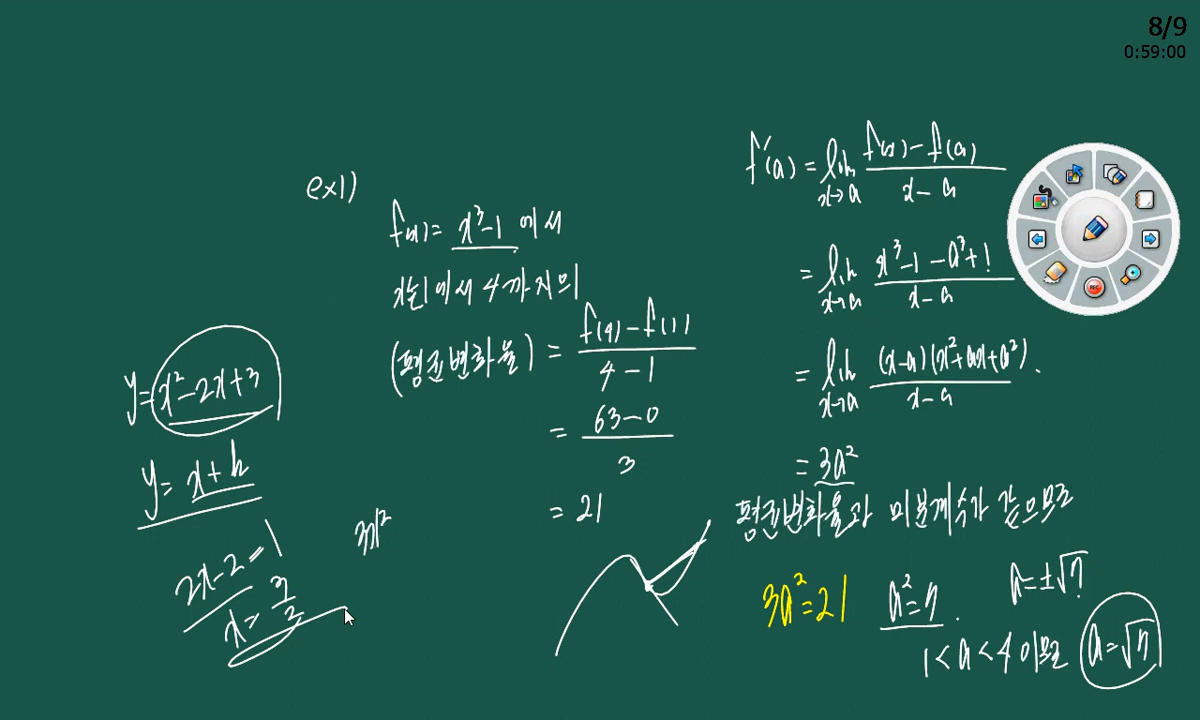 8/9
0:59:00
ex1)
f(x)= x³-1 에서
x는1에서 4까지의
(평균변화율) = f(4)-f(1) / 4-1
= 63-0 / 3
= 21
f'(a) = lim x→a f(x)-f(a) / x-a
= lim x→a x³-1-a³+1 / x-a
= lim x→a (x-a)(x²+ax+a²) / x-a
= 3a²
평균변화율과 미분계수가 같으므로
3a²=21 a²=7 a=±√7
1<a<4 이므로 a=√7
y=x²-2x+3
y=x+k
2x-2=1
x=3/2
3x²
REC